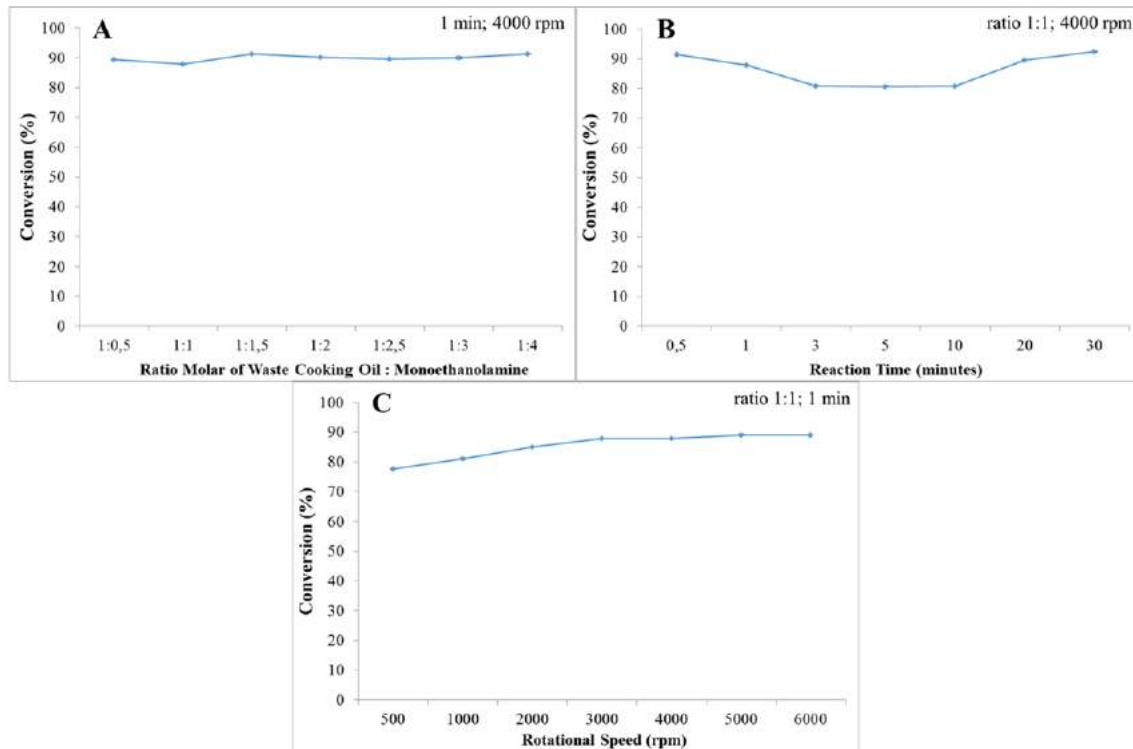 A
1 min; 4000 rpm
100
90
80
70
60
50
40
30
20
10
0
Conversion (%)
1:0,5 1:1 1:1,5 1:2 1:2,5 1:3 1:4
Ratio Molar of Waste Cooking Oil : Monoethanolamine
B
ratio 1:1; 4000 rpm
100
90
80
70
60
50
40
30
20
10
0
Conversion (%)
0,5 1 3 5 10 20 30
Reaction Time (minutes)
C
ratio 1:1; 1 min
100
90
80
70
60
50
40
30
20
10
0
Conversion (%)
500 1000 2000 3000 4000 5000 6000
Rotational Speed (rpm)